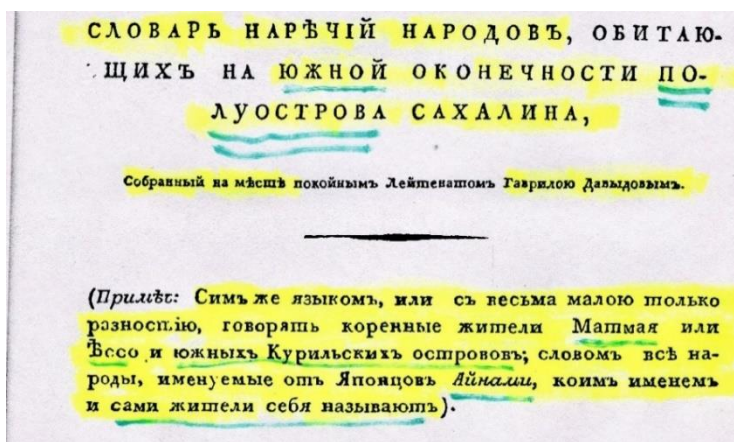 СЛОВАРЬ НАРѢЧІЙ НАРОДОВЪ, ОБИТАЮ-
ЩИХЪ НА ЮЖНОЙ ОКОНЕЧНОСТИ ПО-
ЛУОСТРОВА САХАЛИНА,
Собранный на мѣстѣ покойнымъ Лейтенатомъ Гаврилою Давыдовымъ.
(Примѣч: Симъ же языкомъ, или съ весьма малою только
разностію, говорятъ коренные жители Матмая или
Ѣссо и южныхъ Курильскихъ острововъ; словомъ всѣ на-
роды, именуемые отъ Японцовъ Айнами, коимъ именемъ
и сами жители себя называютъ).